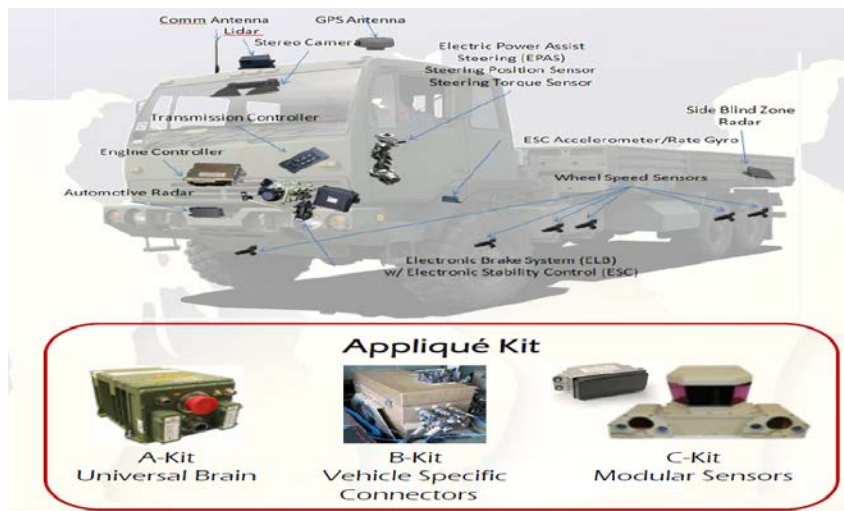 Comm Antenna
GPS Antenna
Lidar
Stereo Camera
Electric Power Assist
Steering (EPAS)
Steering Position Sensor
Steering Torque Sensor
Side Blind Zone
Radar
Transmission Controller
ESC Accelerometer/Rate Gyro
Engine Controller
Wheel Speed Sensors
Automotive Radar
Electronic Brake System (ELB)
w/ Electronic Stability Control (ESC)
Appliqué Kit
A-Kit
Universal Brain
B-Kit
Vehicle Specific
Connectors
C-Kit
Modular Sensors